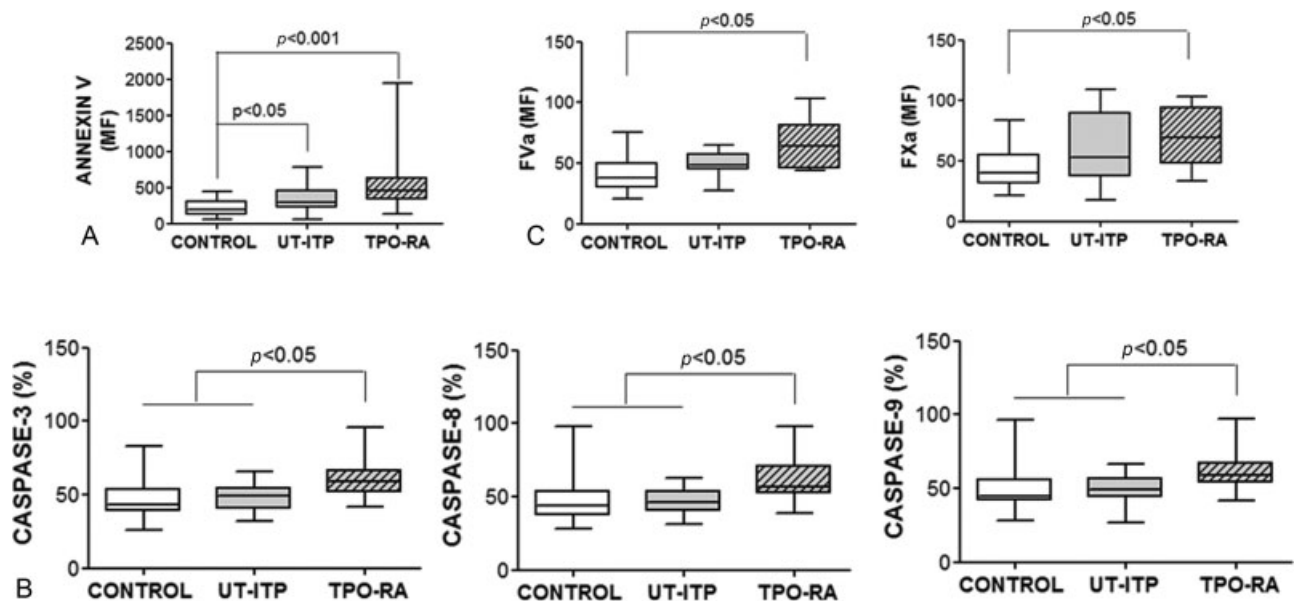 p<0.001
p<0.05
ANNEXIN V
(MF)
2500
2000
1500
1000
500
0
CONTROL UT-ITP TPO-RA
A
p<0.05
FVa (MF)
150
100
50
0
CONTROL UT-ITP TPO-RA
C
p<0.05
FXa (MF)
150
100
50
0
CONTROL UT-ITP TPO-RA
p<0.05
CASPASE-3 (%)
150
100
50
0
CONTROL UT-ITP TPO-RA
B
p<0.05
CASPASE-8 (%)
150
100
50
0
CONTROL UT-ITP TPO-RA
p<0.05
CASPASE-9 (%)
150
100
50
0
CONTROL UT-ITP TPO-RA